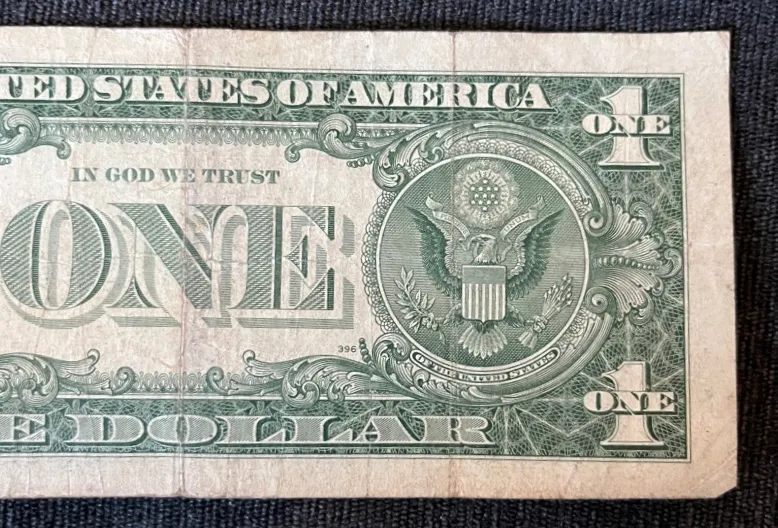 TED STATES OF AMERICA
ONE
1
IN GOD WE TRUST
ONE
396
OF THE UNITED STATES
ONE
1
E DOLLAR